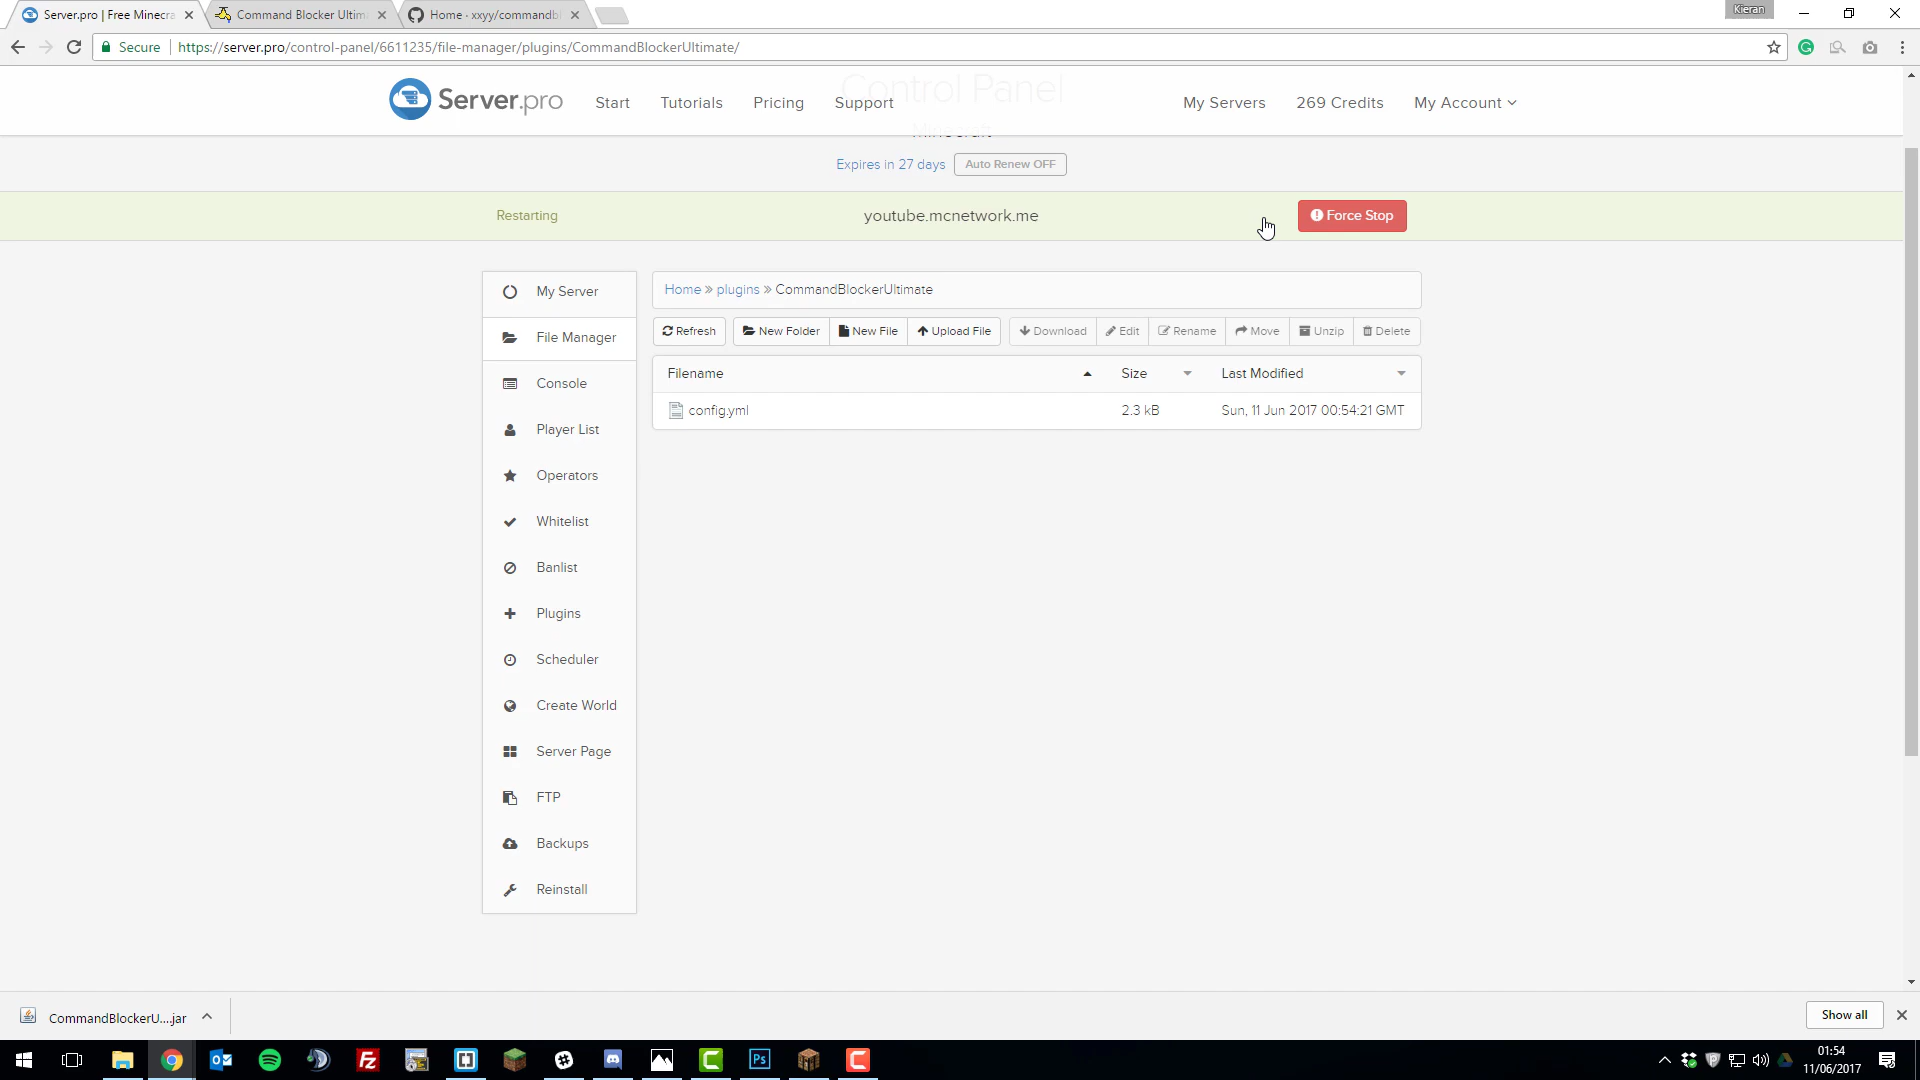 Server.pro | Free Minecra
Command Blocker Ultim
Home · xxyy/commandb
Kieran
Secure
https://server.pro/control-panel/6611235/file-manager/plugins/CommandBlockerUltimate/
Control Panel
Server.pro
Start
Tutorials
Pricing
Support
My Servers
269 Credits
My Account
Minecraft
Expires in 27 days
Auto Renew OFF
Restarting
youtube.mcnetwork.me
Force Stop
My Server
File Manager
Console
Player List
Operators
Whitelist
Banlist
Plugins
Scheduler
Create World
Server Page
FTP
Backups
Reinstall
Home » plugins » CommandBlockerUltimate
Refresh
New Folder
New File
Upload File
Download
Edit
Rename
Move
Unzip
Delete
Filename
Size
Last Modified
config.yml
2.3 kB
Sun, 11 Jun 2017 00:54:21 GMT
CommandBlockerU....jar
Show all
01:54
11/06/2017